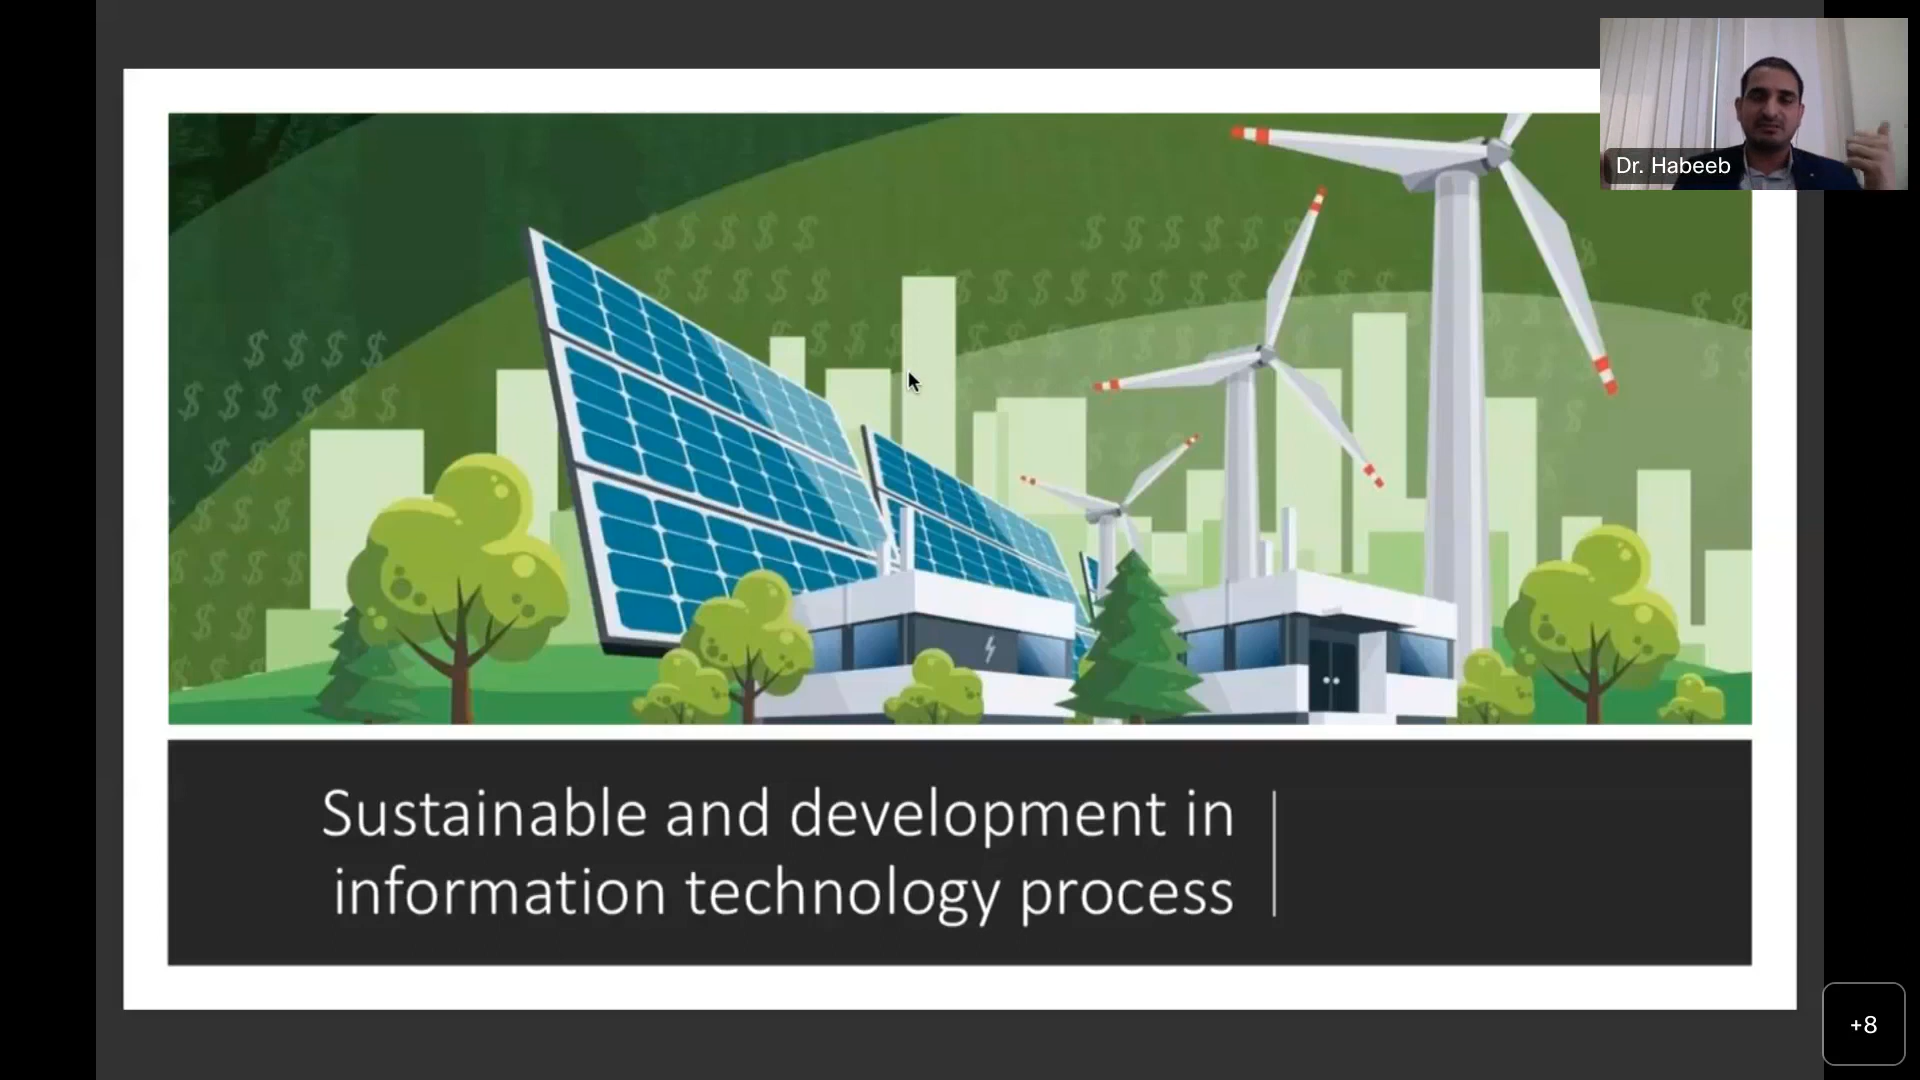 Dr. Habeeb
Sustainable and development in
information technology process
+8